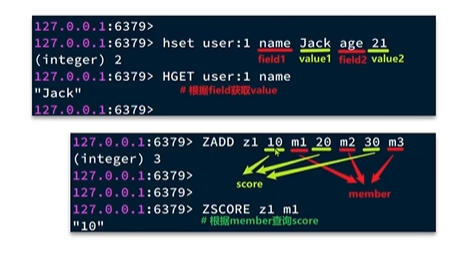 127.0.0.1:6379>
127.0.0.1:6379> hset user:1 name Jack age 21
(integer) 2
field1 value1 field2 value2
127.0.0.1:6379> HGET user:1 name
"Jack"
# 根据field获取value
127.0.0.1:6379>
127.0.0.1:6379> ZADD z1 10 m1 20 m2 30 m3
(integer) 3
127.0.0.1:6379>
score
127.0.0.1:6379>
member
127.0.0.1:6379> ZSCORE z1 m1
"10"
# 根据member查询score